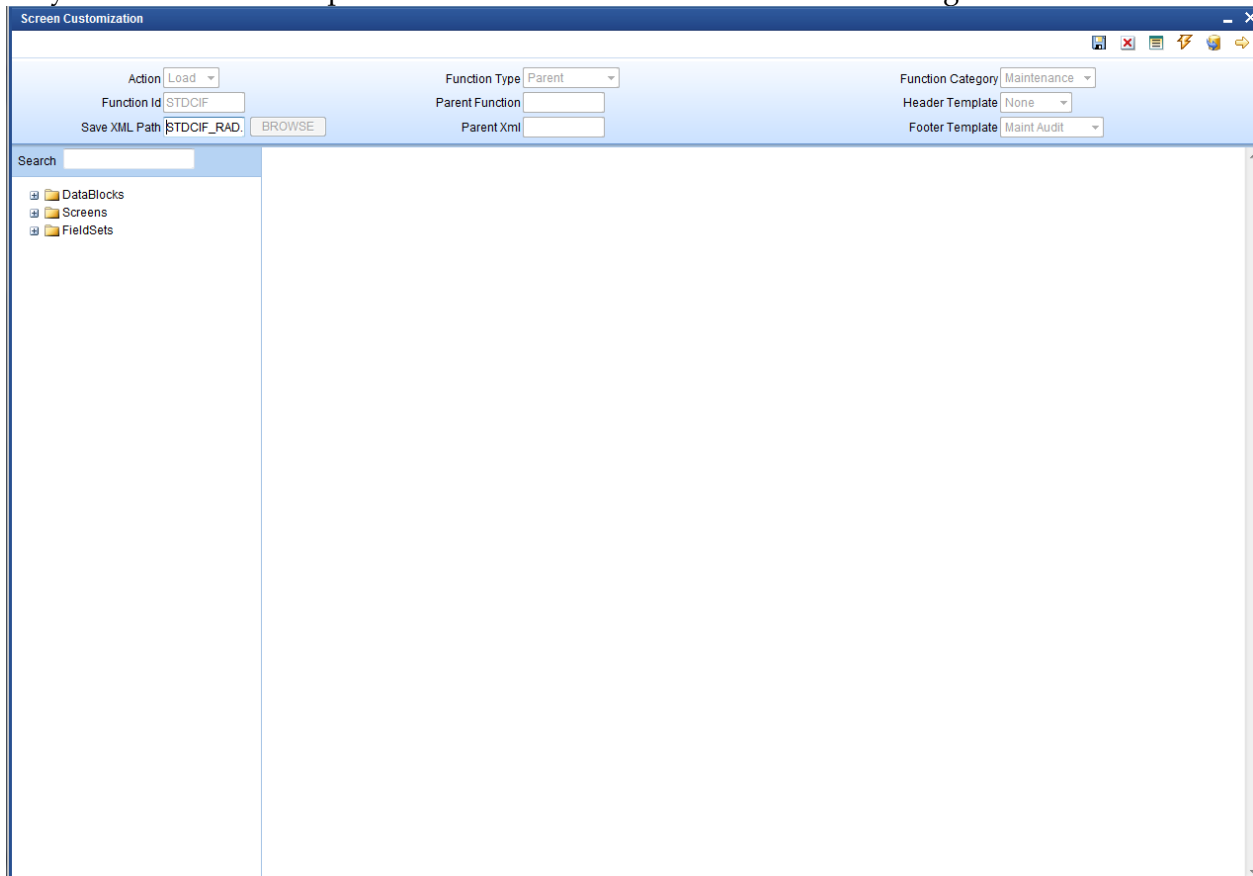 Screen Customization
Action Load Function Type Parent Function Category Maintenance
Function Id STDCIF Parent Function Header Template None
Save XML Path STDCIF_RAD. BROWSE Parent Xml Footer Template Maint Audit
Search
DataBlocks
Screens
FieldSets